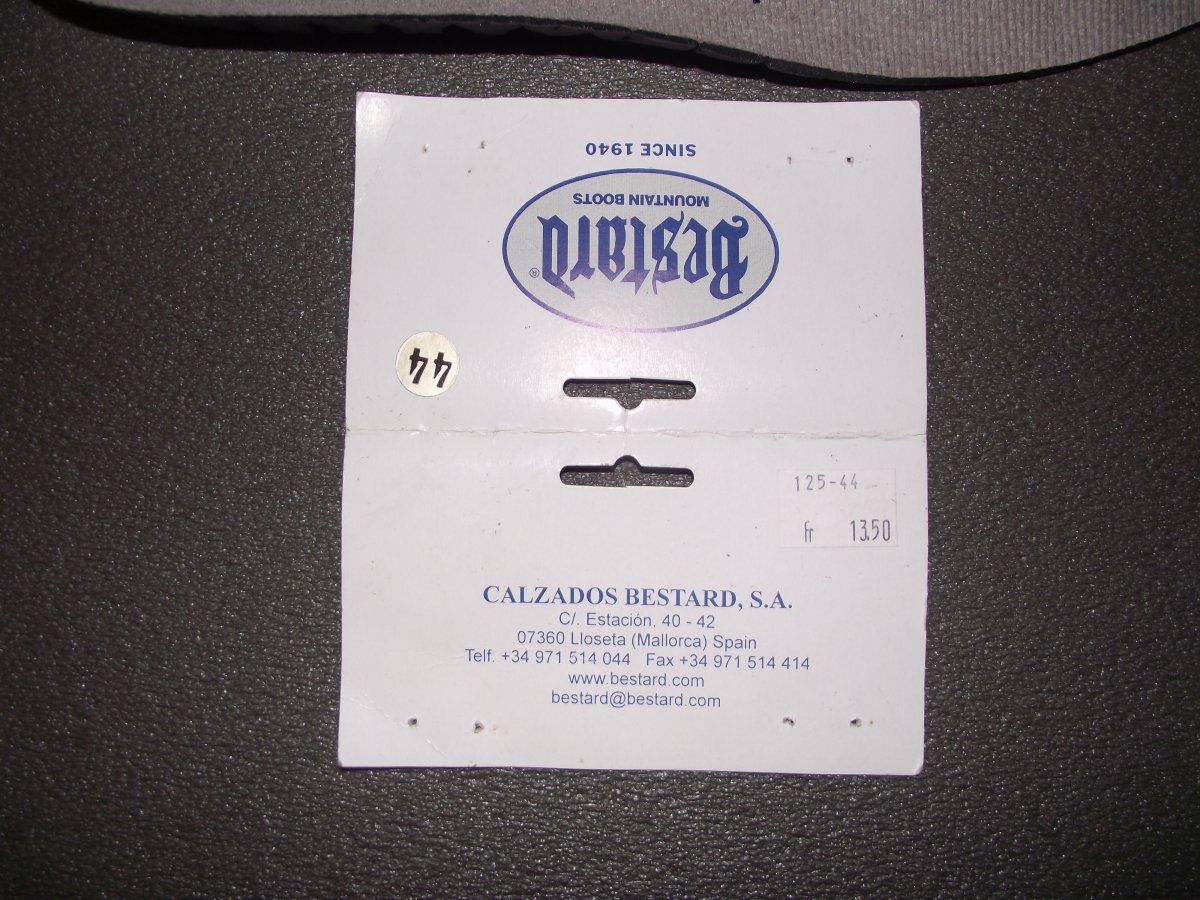 SINCE 1940
MOUNTAIN BOOTS
Bestard®
44
125-44
fr 13.50
CALZADOS BESTARD, S.A.
C/. Estación, 40 - 42
07360 Lloseta (Mallorca) Spain
Telf. +34 971 514 044 Fax +34 971 514 414
www.bestard.com
bestard@bestard.com